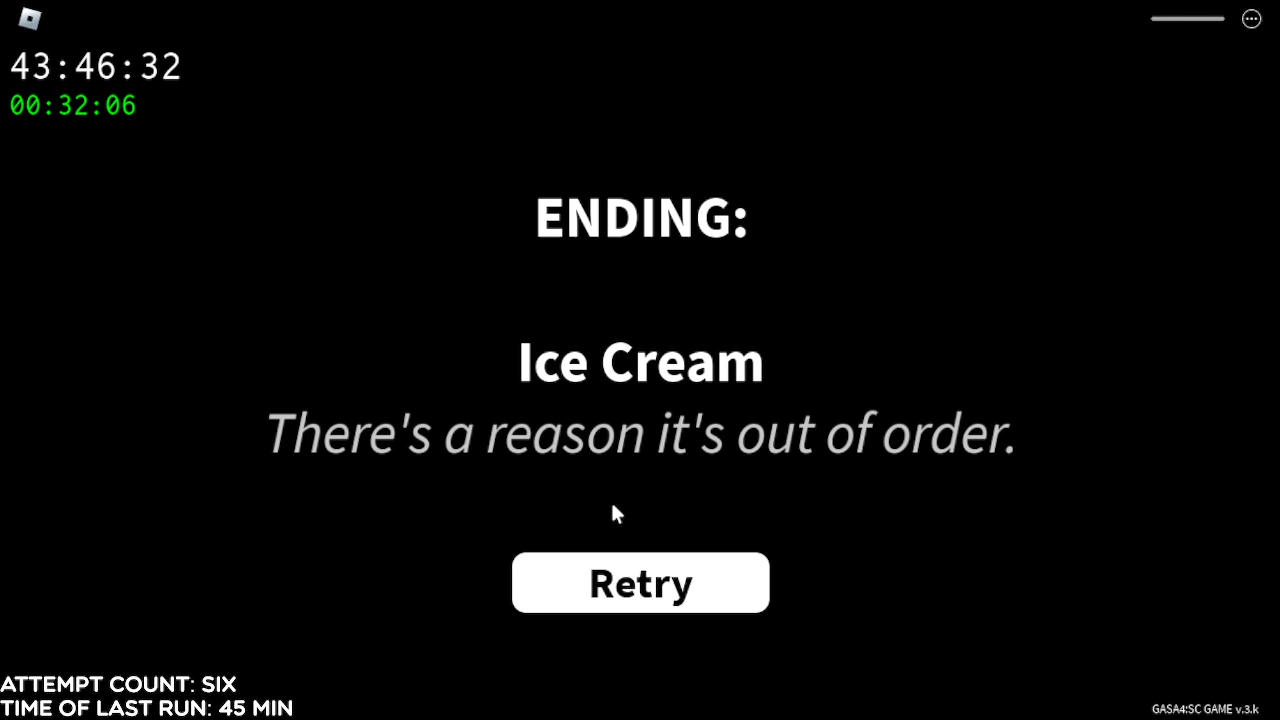 43:46:32
00:32:06
ENDING:
Ice Cream
There's a reason it's out of order.
Retry
ATTEMPT COUNT: SIX
TIME OF LAST RUN: 45 MIN
GASA4:SC GAME v.3.k